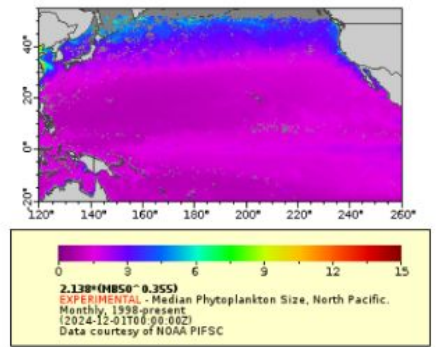 40°
20°
0°
-20°
120° 140° 160° 180° 200° 220° 240° 260°
0 3 6 9 12 15
2.138*(MB50^0.355)
EXPERIMENTAL - Median Phytoplankton Size, North Pacific.
Monthly, 1998-present
(2024-12-01T00:00:00Z)
Data courtesy of NOAA PIFSC